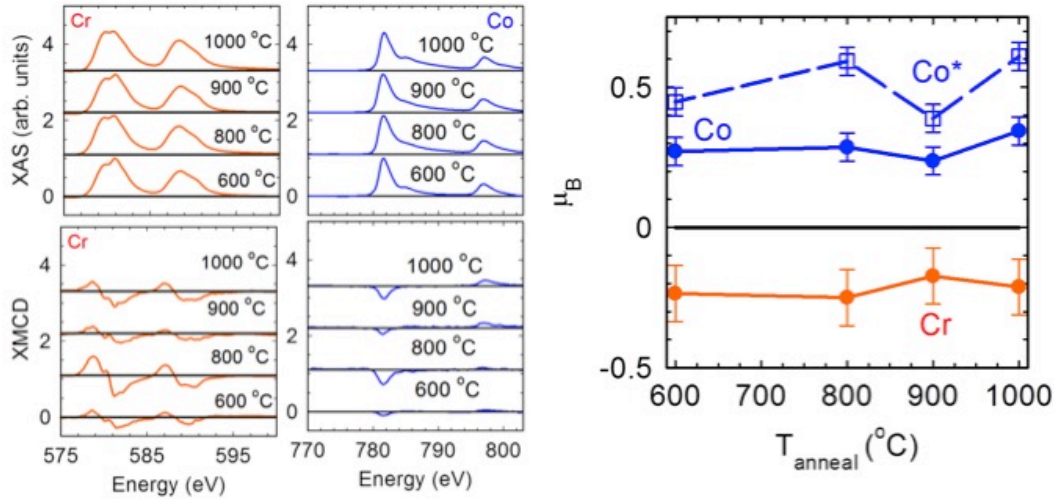 Cr
XAS (arb. units)
4
2
0
1000 °C
900 °C
800 °C
600 °C
Co
1000 °C
900 °C
800 °C
600 °C
Cr
XMCD
4
2
0
1000 °C
900 °C
800 °C
600 °C
575 585 595
Energy (eV)
4
2
0
1000 °C
900 °C
800 °C
600 °C
770 780 790 800
Energy (eV)
μB
0.5
0
-0.5
Co*
Co
Cr
600 700 800 900 1000
Tanneal (°C)